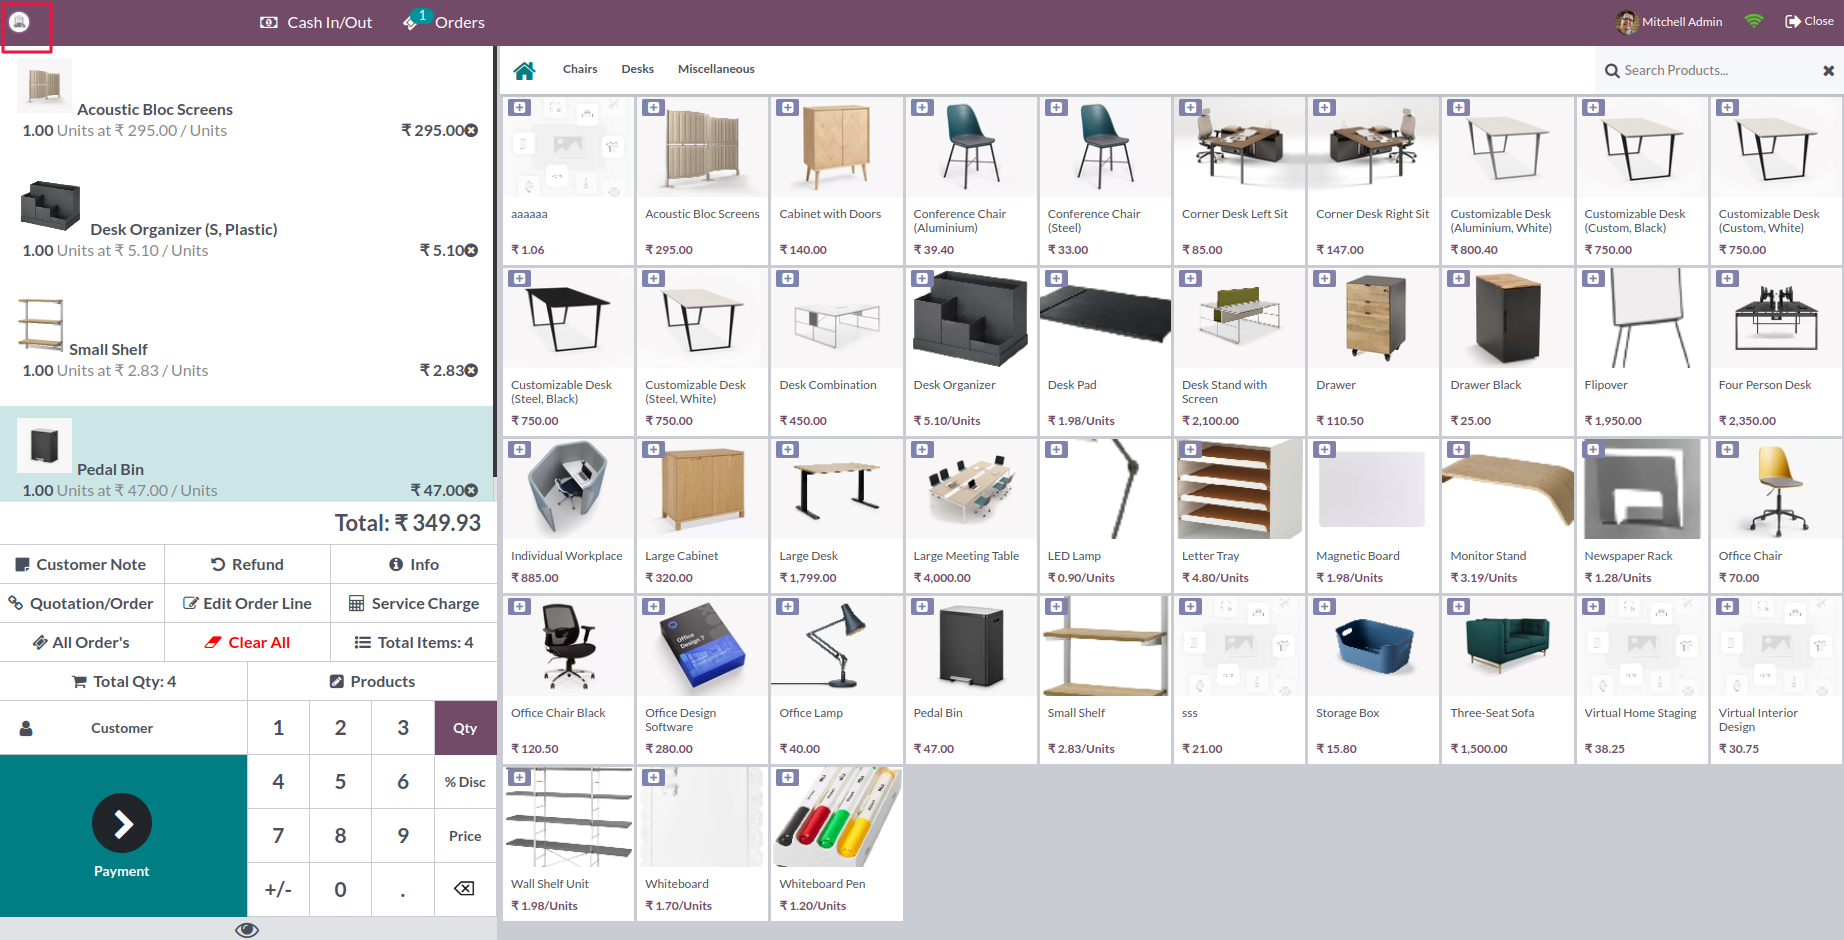 Cash In/Out
1
Orders
Mitchell Admin
Close
Acoustic Bloc Screens
1.00 Units at ₹ 295.00 / Units
₹ 295.00
Desk Organizer (S, Plastic)
1.00 Units at ₹ 5.10 / Units
₹ 5.10
Small Shelf
1.00 Units at ₹ 2.83 / Units
₹ 2.83
Pedal Bin
1.00 Units at ₹ 47.00 / Units
₹ 47.00
Total: ₹ 349.93
Customer Note
Refund
Info
Quotation/Order
Edit Order Line
Service Charge
All Order's
Clear All
Total Items: 4
Total Qty: 4
Products
Customer
1
2
3
Qty
4
5
6
% Disc
7
8
9
Price
+/-
0
.
Payment
Chairs
Desks
Miscellaneous
Search Products...
aaaaaa
₹ 1.06
Acoustic Bloc Screens
₹ 295.00
Cabinet with Doors
₹ 140.00
Conference Chair
(Aluminium)
₹ 39.40
Conference Chair
(Steel)
₹ 33.00
Corner Desk Left Sit
₹ 85.00
Corner Desk Right Sit
₹ 147.00
Customizable Desk
(Aluminium, White)
₹ 800.40
Customizable Desk
(Custom, Black)
₹ 750.00
Customizable Desk
(Custom, White)
₹ 750.00
Customizable Desk
(Steel, Black)
₹ 750.00
Customizable Desk
(Steel, White)
₹ 750.00
Desk Combination
₹ 450.00
Desk Organizer
₹ 5.10/Units
Desk Pad
₹ 1.98/Units
Desk Stand with
Screen
₹ 2,100.00
Drawer
₹ 110.50
Drawer Black
₹ 25.00
Flipover
₹ 1,950.00
Four Person Desk
₹ 2,350.00
Individual Workplace
₹ 885.00
Large Cabinet
₹ 320.00
Large Desk
₹ 1,799.00
Large Meeting Table
₹ 4,000.00
LED Lamp
₹ 0.90/Units
Letter Tray
₹ 4.80/Units
Magnetic Board
₹ 1.98/Units
Monitor Stand
₹ 3.19/Units
Newspaper Rack
₹ 1.28/Units
Office Chair
₹ 70.00
Office Chair Black
₹ 120.50
Office
Design 7
Office Design
Software
₹ 280.00
Office Lamp
₹ 40.00
Pedal Bin
₹ 47.00
Small Shelf
₹ 2.83/Units
sss
₹ 21.00
Storage Box
₹ 15.80
Three-Seat Sofa
₹ 1,500.00
Virtual Home Staging
₹ 38.25
Virtual Interior
Design
₹ 30.75
Wall Shelf Unit
₹ 1.98/Units
Whiteboard
₹ 1.70/Units
Whiteboard Pen
₹ 1.20/Units